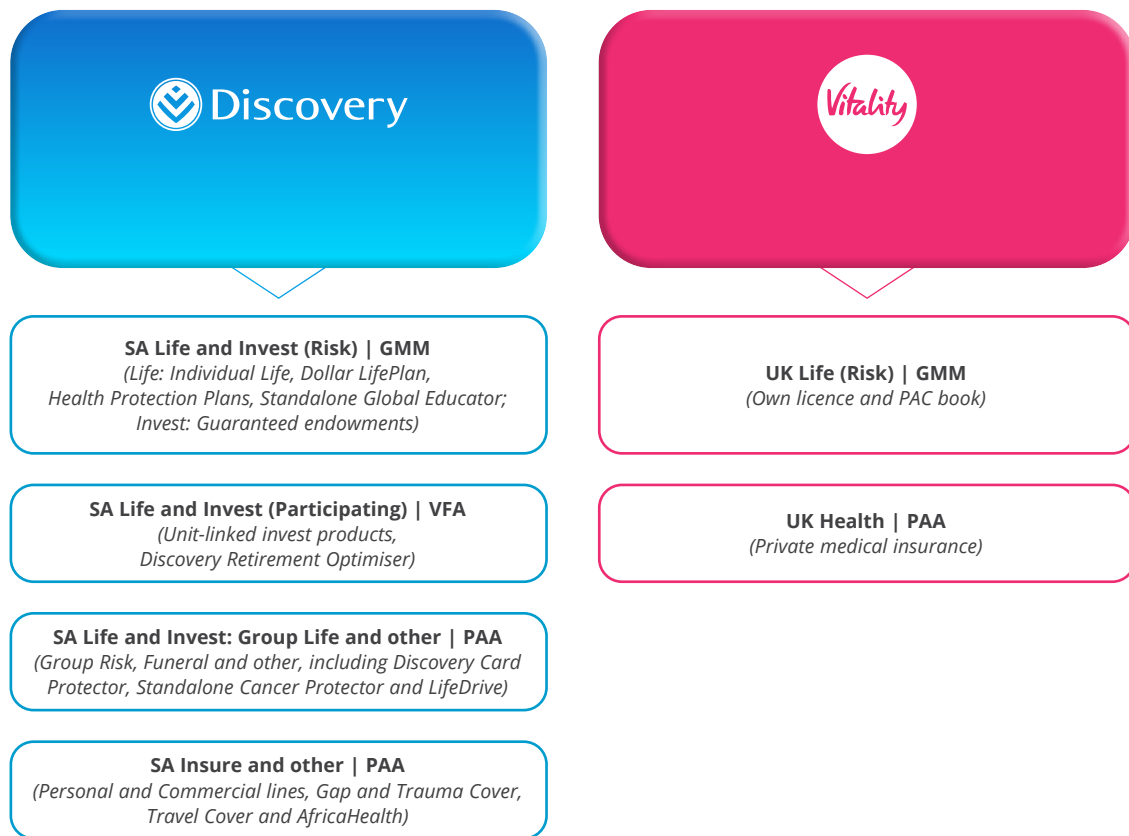 Discovery
SA Life and Invest (Risk) | GMM
(Life: Individual Life, Dollar LifePlan,
Health Protection Plans, Standalone Global Educator;
Invest: Guaranteed endowments)
SA Life and Invest (Participating) | VFA
(Unit-linked invest products,
Discovery Retirement Optimiser)
SA Life and Invest: Group Life and other | PAA
(Group Risk, Funeral and other, including Discovery Card
Protector, Standalone Cancer Protector and LifeDrive)
SA Insure and other | PAA
(Personal and Commercial lines, Gap and Trauma Cover,
Travel Cover and AfricaHealth)
Vitality
UK Life (Risk) | GMM
(Own licence and PAC book)
UK Health | PAA
(Private medical insurance)